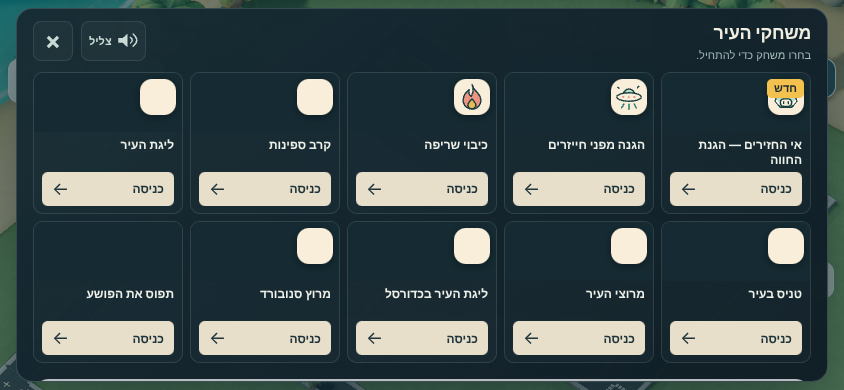 משחקי העיר
בחרו משחק כדי להתחיל.
צליל
חדש
אי החזירים — הגנת
החווה
כניסה
הגנה מפני חייזרים
כניסה
כיבוי שריפה
כניסה
קרב ספינות
כניסה
ליגת העיר
כניסה
טניס בעיר
כניסה
מרוצי העיר
כניסה
ליגת העיר בכדורסל
כניסה
מרוץ סנובורד
כניסה
תפוס את הפושע
כניסה